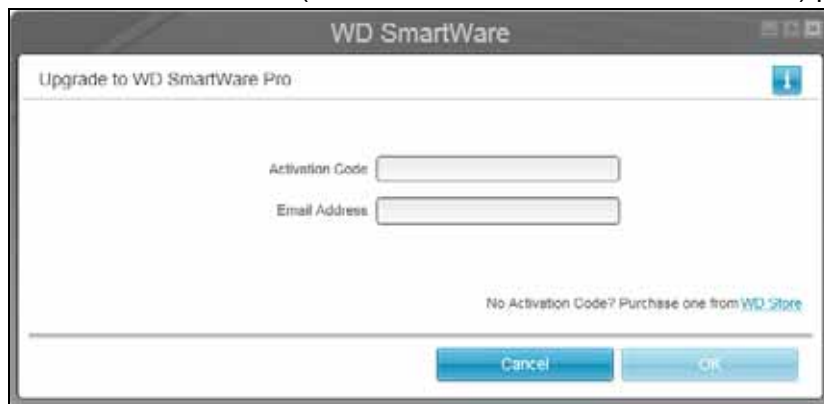 WD SmartWare
Upgrade to WD SmartWare Pro
Activation Code
Email Address
No Activation Code? Purchase one from WD Store
Cancel
OK